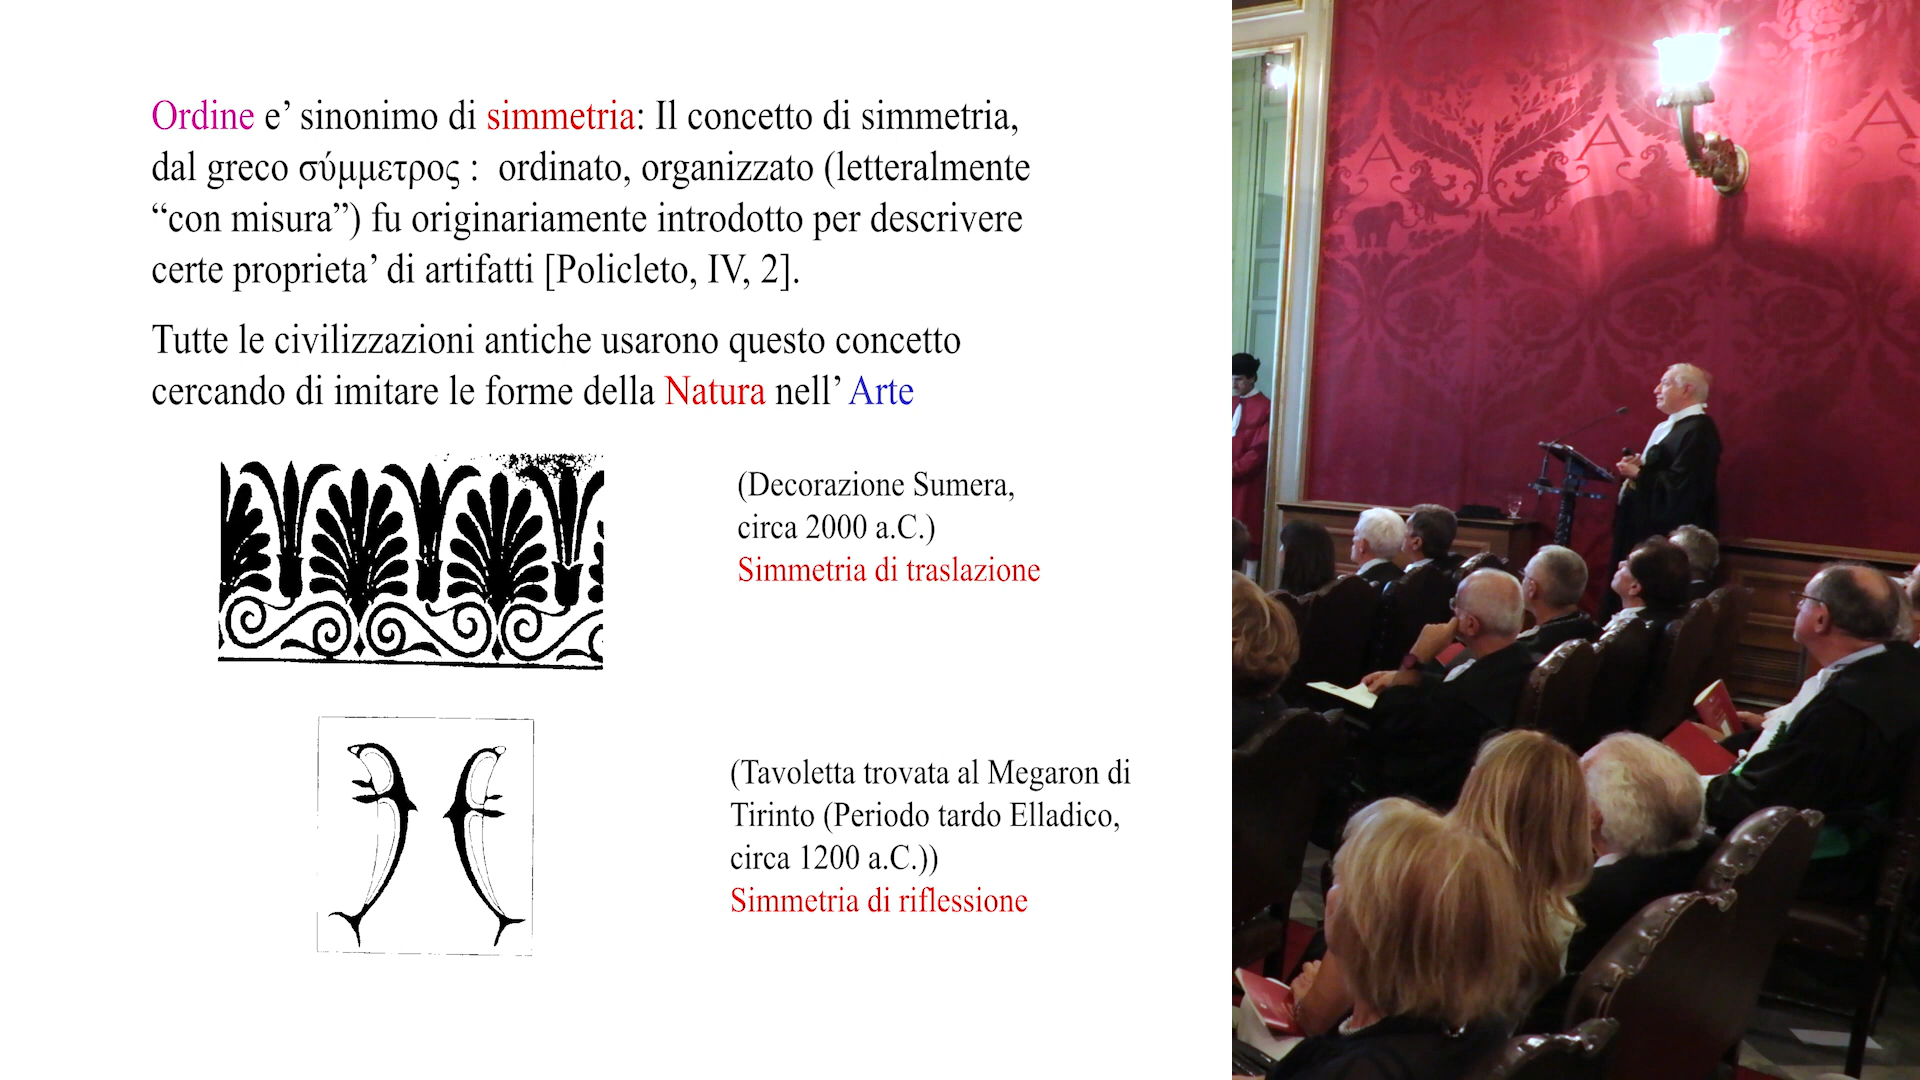 Ordine e’ sinonimo di simmetria: Il concetto di simmetria,
dal greco σύμμετρος : ordinato, organizzato (letteralmente
“con misura”) fu originariamente introdotto per descrivere
certe proprieta’ di artifatti [Policleto, IV, 2].
Tutte le civilizzazioni antiche usarono questo concetto
cercando di imitare le forme della Natura nell’ Arte
(Decorazione Sumera,
circa 2000 a.C.)
Simmetria di traslazione
(Tavoletta trovata al Megaron di
Tirinto (Periodo tardo Elladico,
circa 1200 a.C.))
Simmetria di riflessione
A
A
A